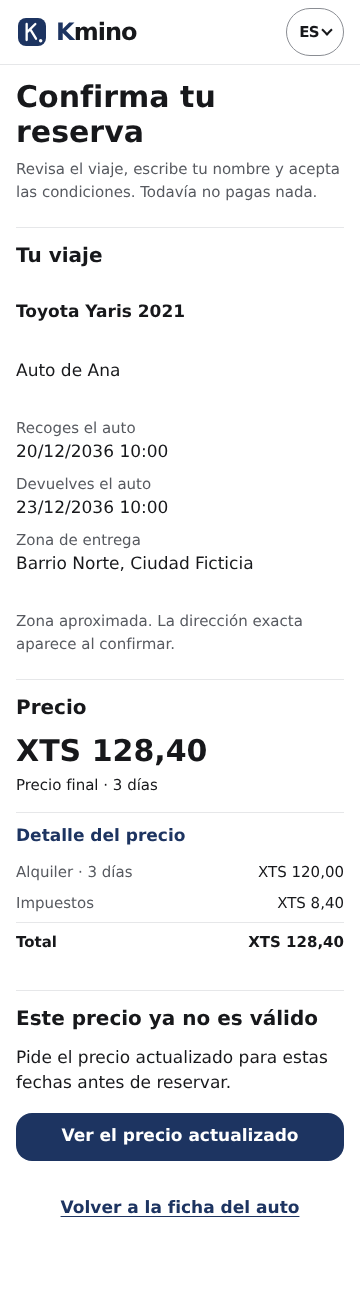 K. Kmino
ES
Confirma tu
reserva
Revisa el viaje, escribe tu nombre y acepta
las condiciones. Todavía no pagas nada.
Tu viaje
Toyota Yaris 2021
Auto de Ana
Recoges el auto
20/12/2036 10:00
Devuelves el auto
23/12/2036 10:00
Zona de entrega
Barrio Norte, Ciudad Ficticia
Zona aproximada. La dirección exacta
aparece al confirmar.
Precio
XTS 128,40
Precio final · 3 días
Detalle del precio
Alquiler · 3 días XTS 120,00
Impuestos XTS 8,40
Total XTS 128,40
Este precio ya no es válido
Pide el precio actualizado para estas
fechas antes de reservar.
Ver el precio actualizado
Volver a la ficha del auto